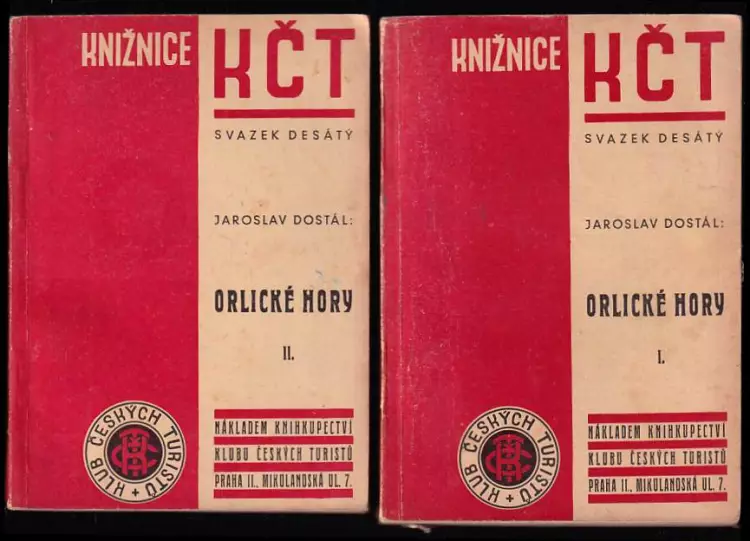 KNIŽNICE
KČT
SVAZEK DESÁTÝ
JAROSLAV DOSTÁL:
ORLICKÉ HORY
II.
KLUB ČESKÝCH TURISTŮ +
NÁKLADEM KNIHKUPECTVÍ
KLUBU ČESKÝCH TURISTŮ
PRAHA II., MIKULANDSKÁ UL. 7.
KNIŽNICE
KČT
SVAZEK DESÁTÝ
JAROSLAV DOSTÁL:
ORLICKÉ HORY
I.
KLUB ČESKÝCH TURISTŮ +
NÁKLADEM KNIHKUPECTVÍ
KLUBU ČESKÝCH TURISTŮ
PRAHA II., MIKULANDSKÁ UL. 7.